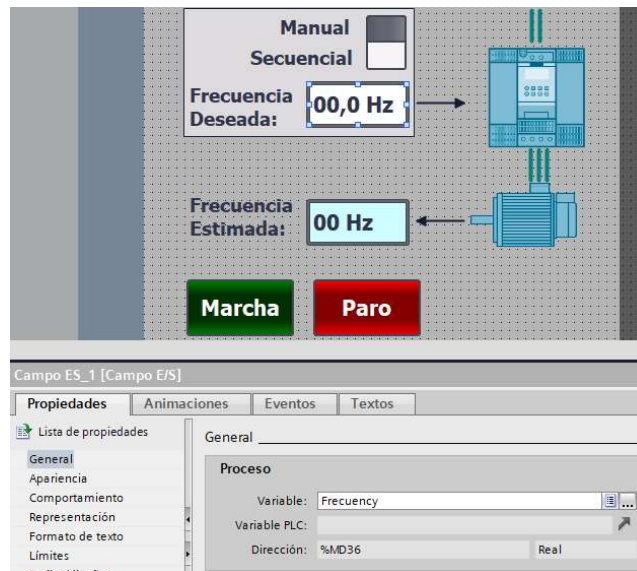 Manual
Secuencial
Frecuencia
Deseada:
00,0 Hz
Frecuencia
Estimada:
00 Hz
Marcha
Paro
Campo ES_1 [Campo E/S]
Propiedades Animaciones Eventos Textos
Lista de propiedades
General
Apariencia
Comportamiento
Representación
Formato de texto
Límites
General
Proceso
Variable: Frecuency ...
Variable PLC:
Dirección: %MD36 Real